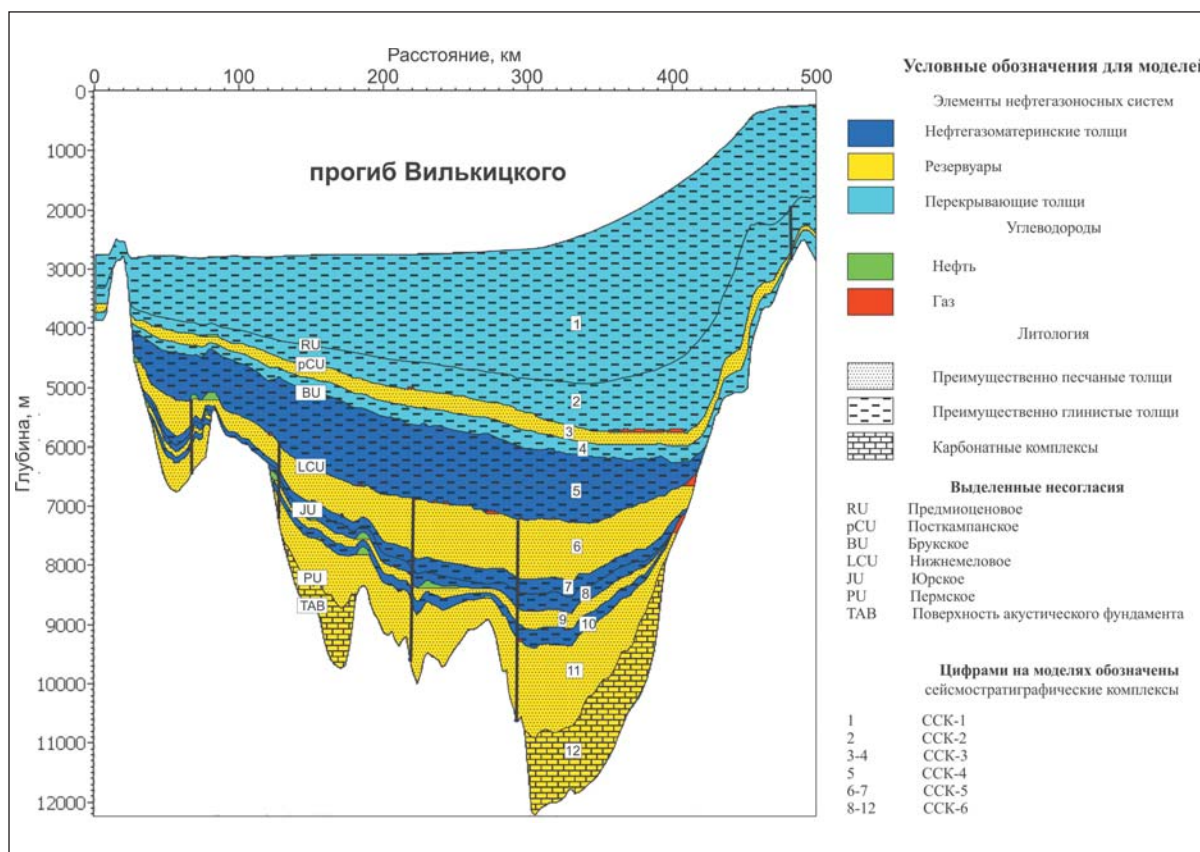 Расстояние, км
0 100 200 300 400 500
Глубина, м
0
1000
2000
3000
4000
5000
6000
7000
8000
9000
10000
11000
12000
прогиб Вилькицкого
RU
pCU
BU
LCU
JU
PU
TAB
1
2
3
4
5
6
7
8
9
10
11
12
Условные обозначения для моделей
Элементы нефтегазоносных систем
Нефтегазоматеринские толщи
Резервуары
Перекрывающие толщи
Углеводороды
Нефть
Газ
Литология
Преимущественно песчаные толщи
Преимущественно глинистые толщи
Карбонатные комплексы
Выделенные несогласия
RU Предмиоценовое
pCU Посткампанское
BU Брукское
LCU Нижнемеловое
JU Юрское
PU Пермское
TAB Поверхность акустического фундамента
Цифрами на моделях обозначены
сейсмостратиграфические комплексы
1 ССК-1
2 ССК-2
3-4 ССК-3
5 ССК-4
6-7 ССК-5
8-12 ССК-6